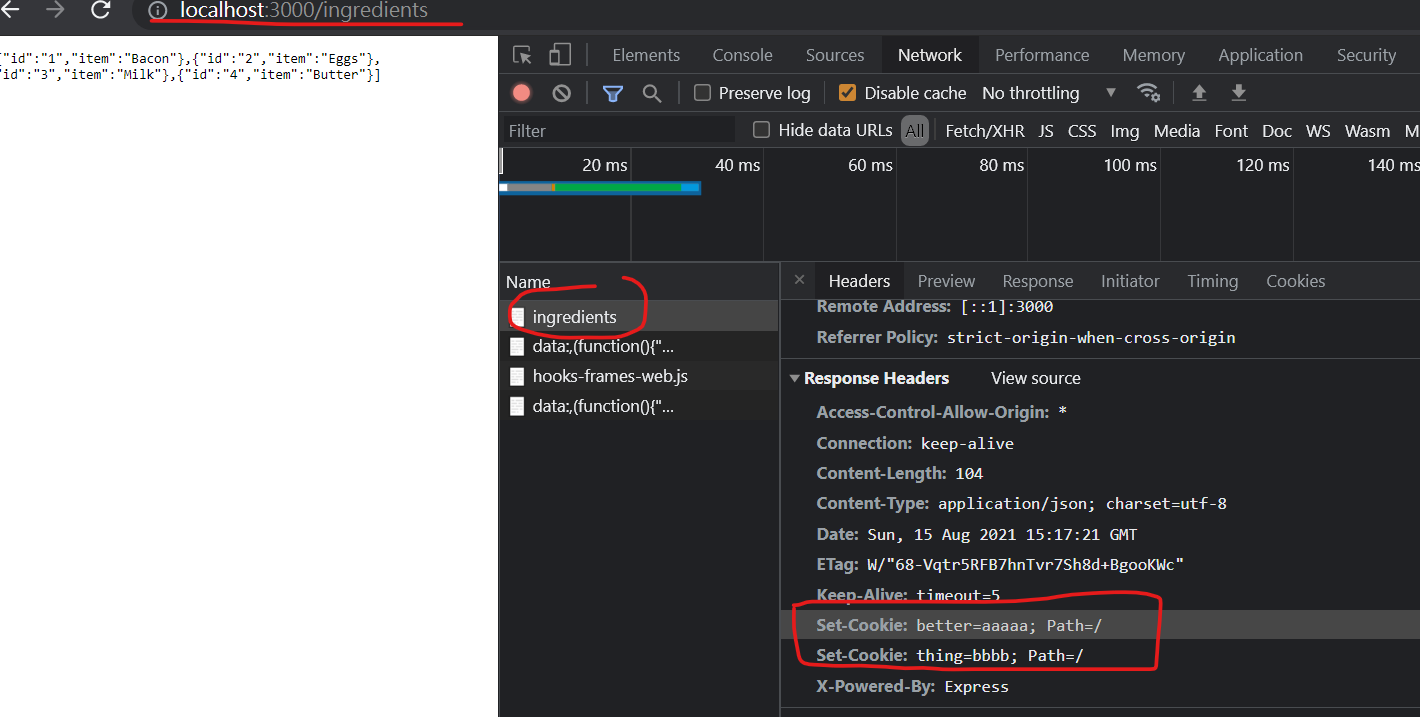 localhost:3000/ingredients
{"id":"1","item":"Bacon"},{"id":"2","item":"Eggs"},
"id":"3","item":"Milk"},{"id":"4","item":"Butter"}]
Elements Console Sources Network Performance Memory Application Security
Preserve log Disable cache No throttling
Filter Hide data URLs All Fetch/XHR JS CSS Img Media Font Doc WS Wasm M
20 ms 40 ms 60 ms 80 ms 100 ms 120 ms 140 ms
Name
ingredients
data:,(function(){"...
hooks-frames-web.js
data:,(function(){"...
× Headers Preview Response Initiator Timing Cookies
Remote Address: [::1]:3000
Referrer Policy: strict-origin-when-cross-origin
Response Headers View source
Access-Control-Allow-Origin: *
Connection: keep-alive
Content-Length: 104
Content-Type: application/json; charset=utf-8
Date: Sun, 15 Aug 2021 15:17:21 GMT
ETag: W/"68-Vqtr5RFB7hnTvr7Sh8d+BgooKWc"
Keep-Alive: timeout=5
Set-Cookie: better=aaaaa; Path=/
Set-Cookie: thing=bbbb; Path=/
X-Powered-By: Express